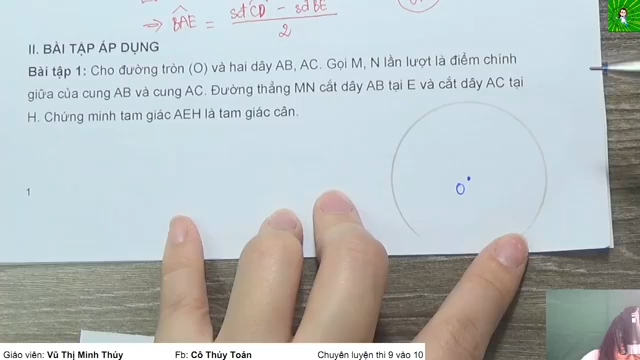 ⇒ BAE = sđ CD - sđ BE / 2
II. BÀI TẬP ÁP DỤNG
Bài tập 1: Cho đường tròn (O) và hai dây AB, AC. Gọi M, N lần lượt là điểm chính
giữa của cung AB và cung AC. Đường thẳng MN cắt dây AB tại E và cắt dây AC tại
H. Chứng minh tam giác AEH là tam giác cân.
O
1
Giáo viên: Vũ Thị Minh Thúy Fb: Cô Thúy Toán Chuyên luyện thi 9 vào 10